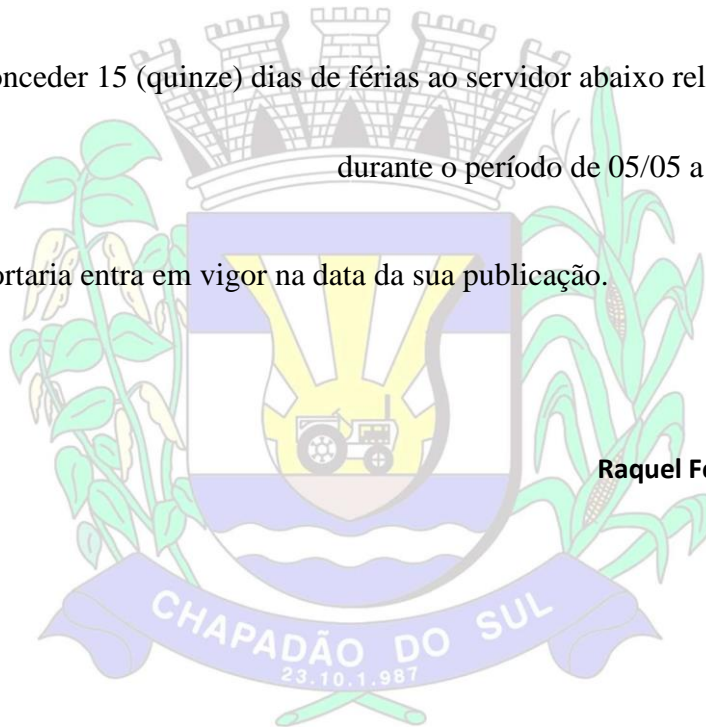 onceder 15 (quinze) dias de férias ao servidor abaixo rel
durante o período de 05/05 a
ortaria entra em vigor na data da sua publicação.
Raquel Fe
CHAPADÃO DO SUL
23.10.1.987